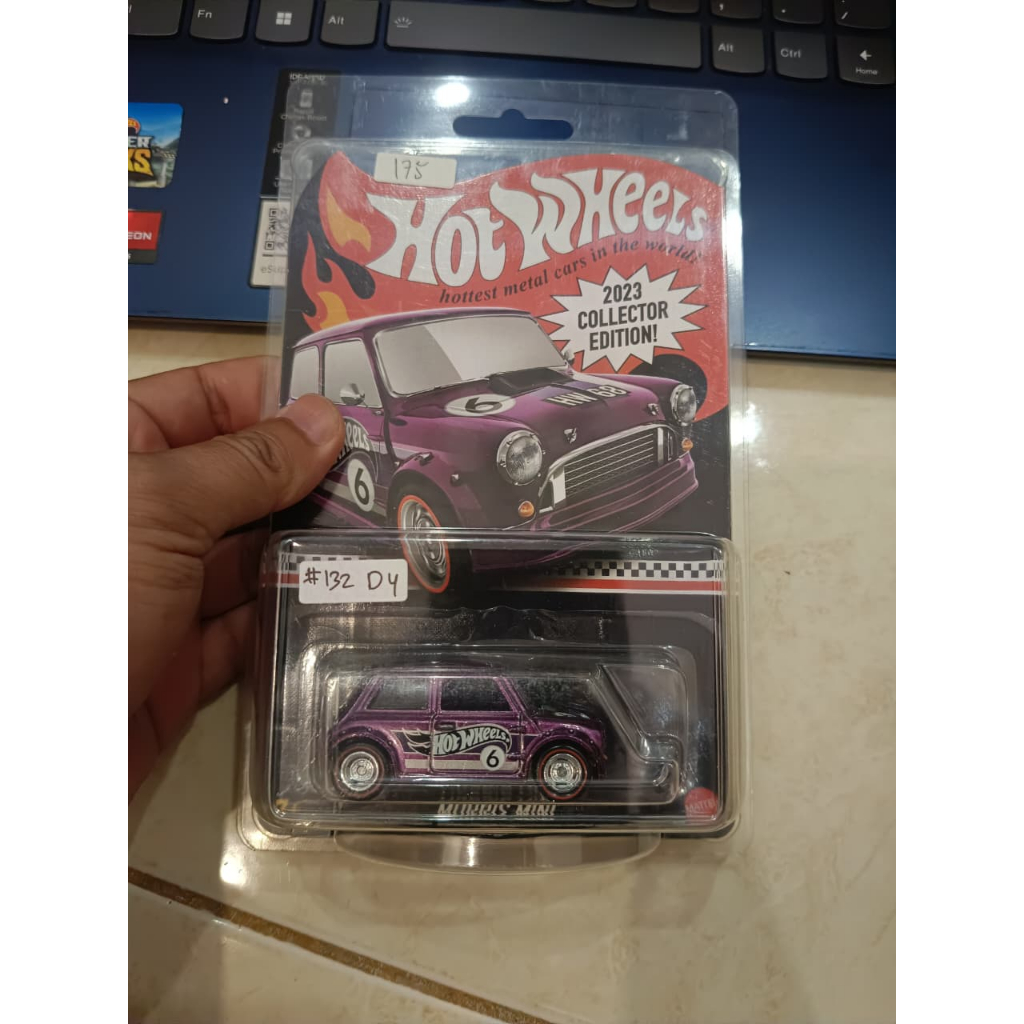 Fn
Alt
Alt
Ctrl
Home
175
HOT WHEELS
hottest metal cars in the world!
2023
COLLECTOR
EDITION!
6
HW 68
6
#132 D4
HOT WHEELS
6
MORRIS MINI
MATTEL